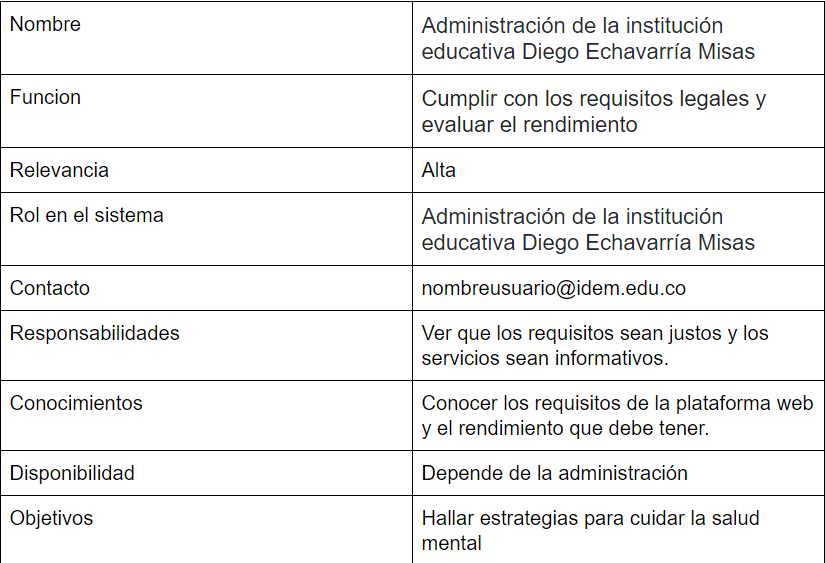 Nombre
Administración de la institución
educativa Diego Echavarría Misas
Funcion
Cumplir con los requisitos legales y
evaluar el rendimiento
Relevancia
Alta
Rol en el sistema
Administración de la institución
educativa Diego Echavarría Misas
Contacto
nombreusuario@idem.edu.co
Responsabilidades
Ver que los requisitos sean justos y los
servicios sean informativos.
Conocimientos
Conocer los requisitos de la plataforma web
y el rendimiento que debe tener.
Disponibilidad
Depende de la administración
Objetivos
Hallar estrategias para cuidar la salud
mental